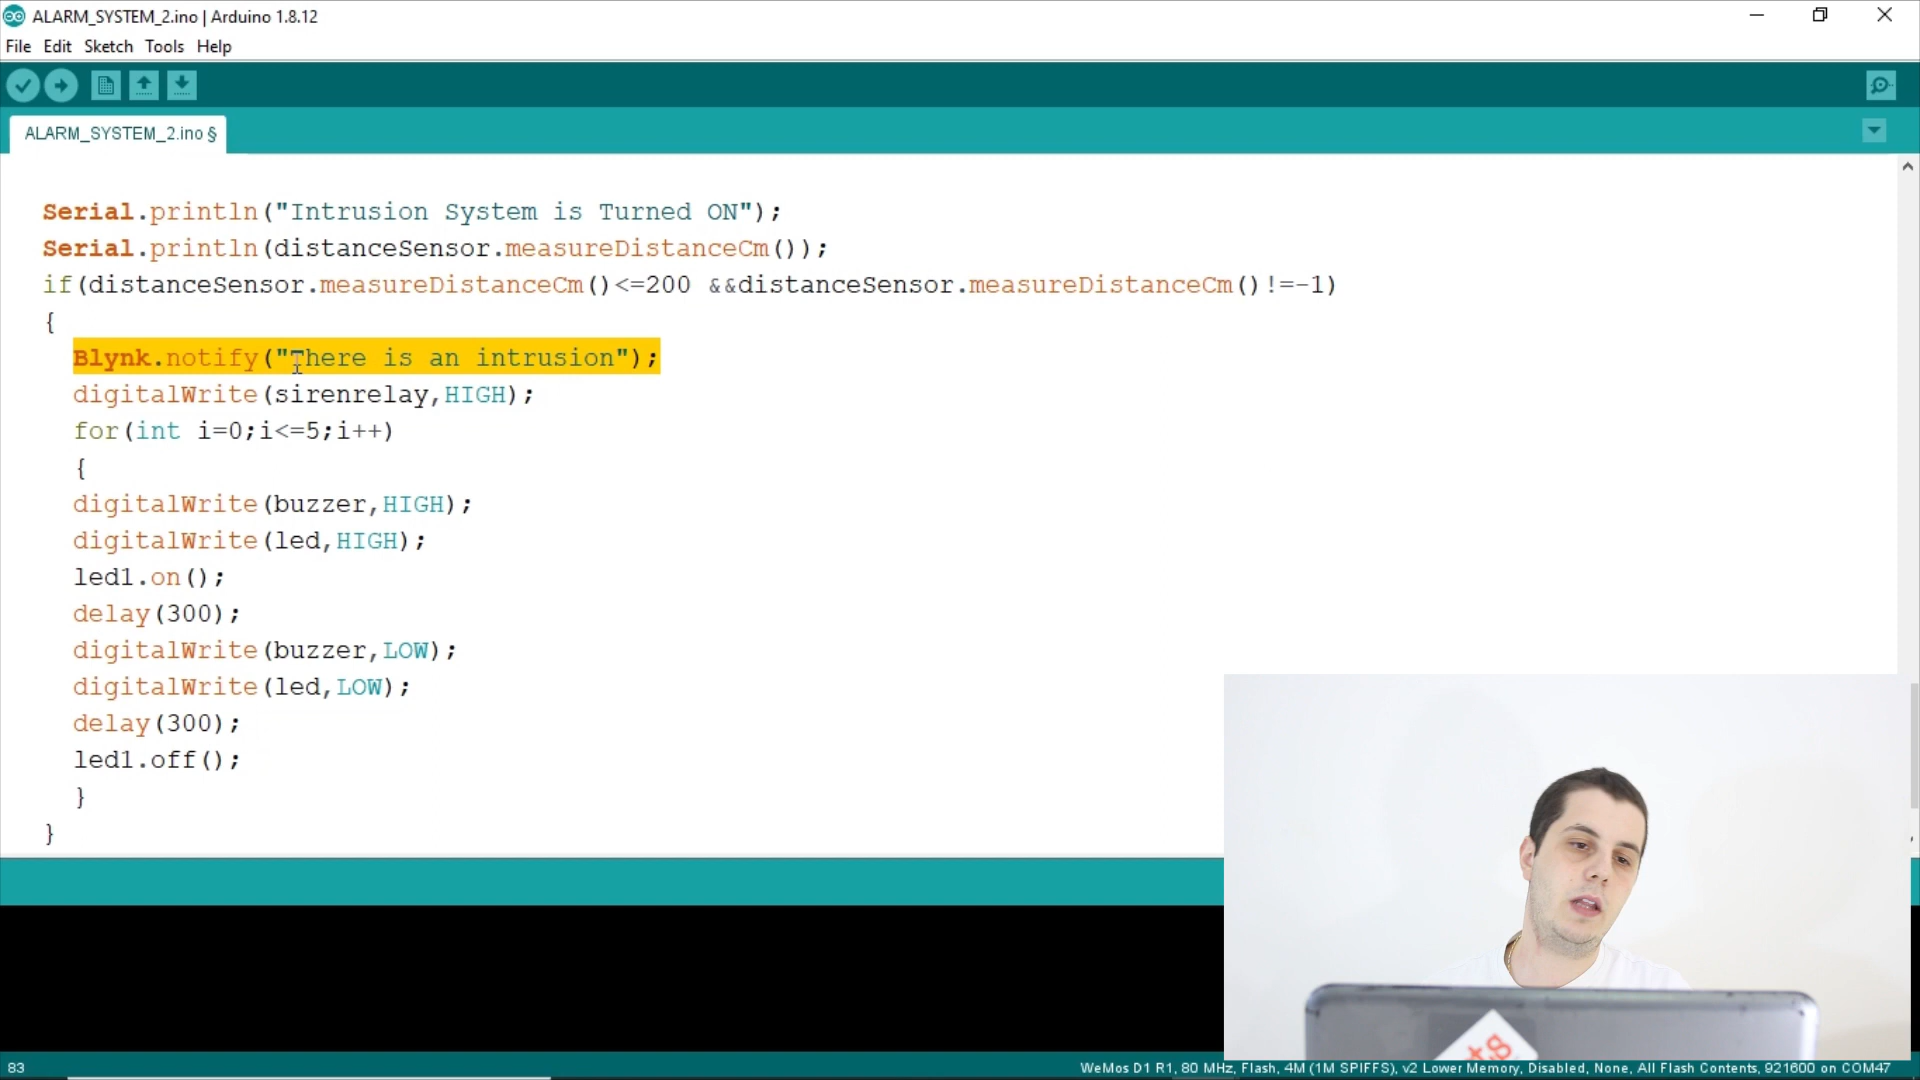 ALARM_SYSTEM_2.ino | Arduino 1.8.12
File Edit Sketch Tools Help
ALARM_SYSTEM_2.ino §
Serial.println("Intrusion System is Turned ON");
Serial.println(distanceSensor.measureDistanceCm());
if(distanceSensor.measureDistanceCm()<=200 &&distanceSensor.measureDistanceCm()!=-1)
{
Blynk.notify("There is an intrusion");
digitalWrite(sirenrelay,HIGH);
for(int i=0;i<=5;i++)
{
digitalWrite(buzzer,HIGH);
digitalWrite(led,HIGH);
led1.on();
delay(300);
digitalWrite(buzzer,LOW);
digitalWrite(led,LOW);
delay(300);
led1.off();
}
}
83
WeMos D1 R1, 80 MHz, Flash, 4M (1M SPIFFS), v2 Lower Memory, Disabled, None, All Flash Contents, 921600 on COM47